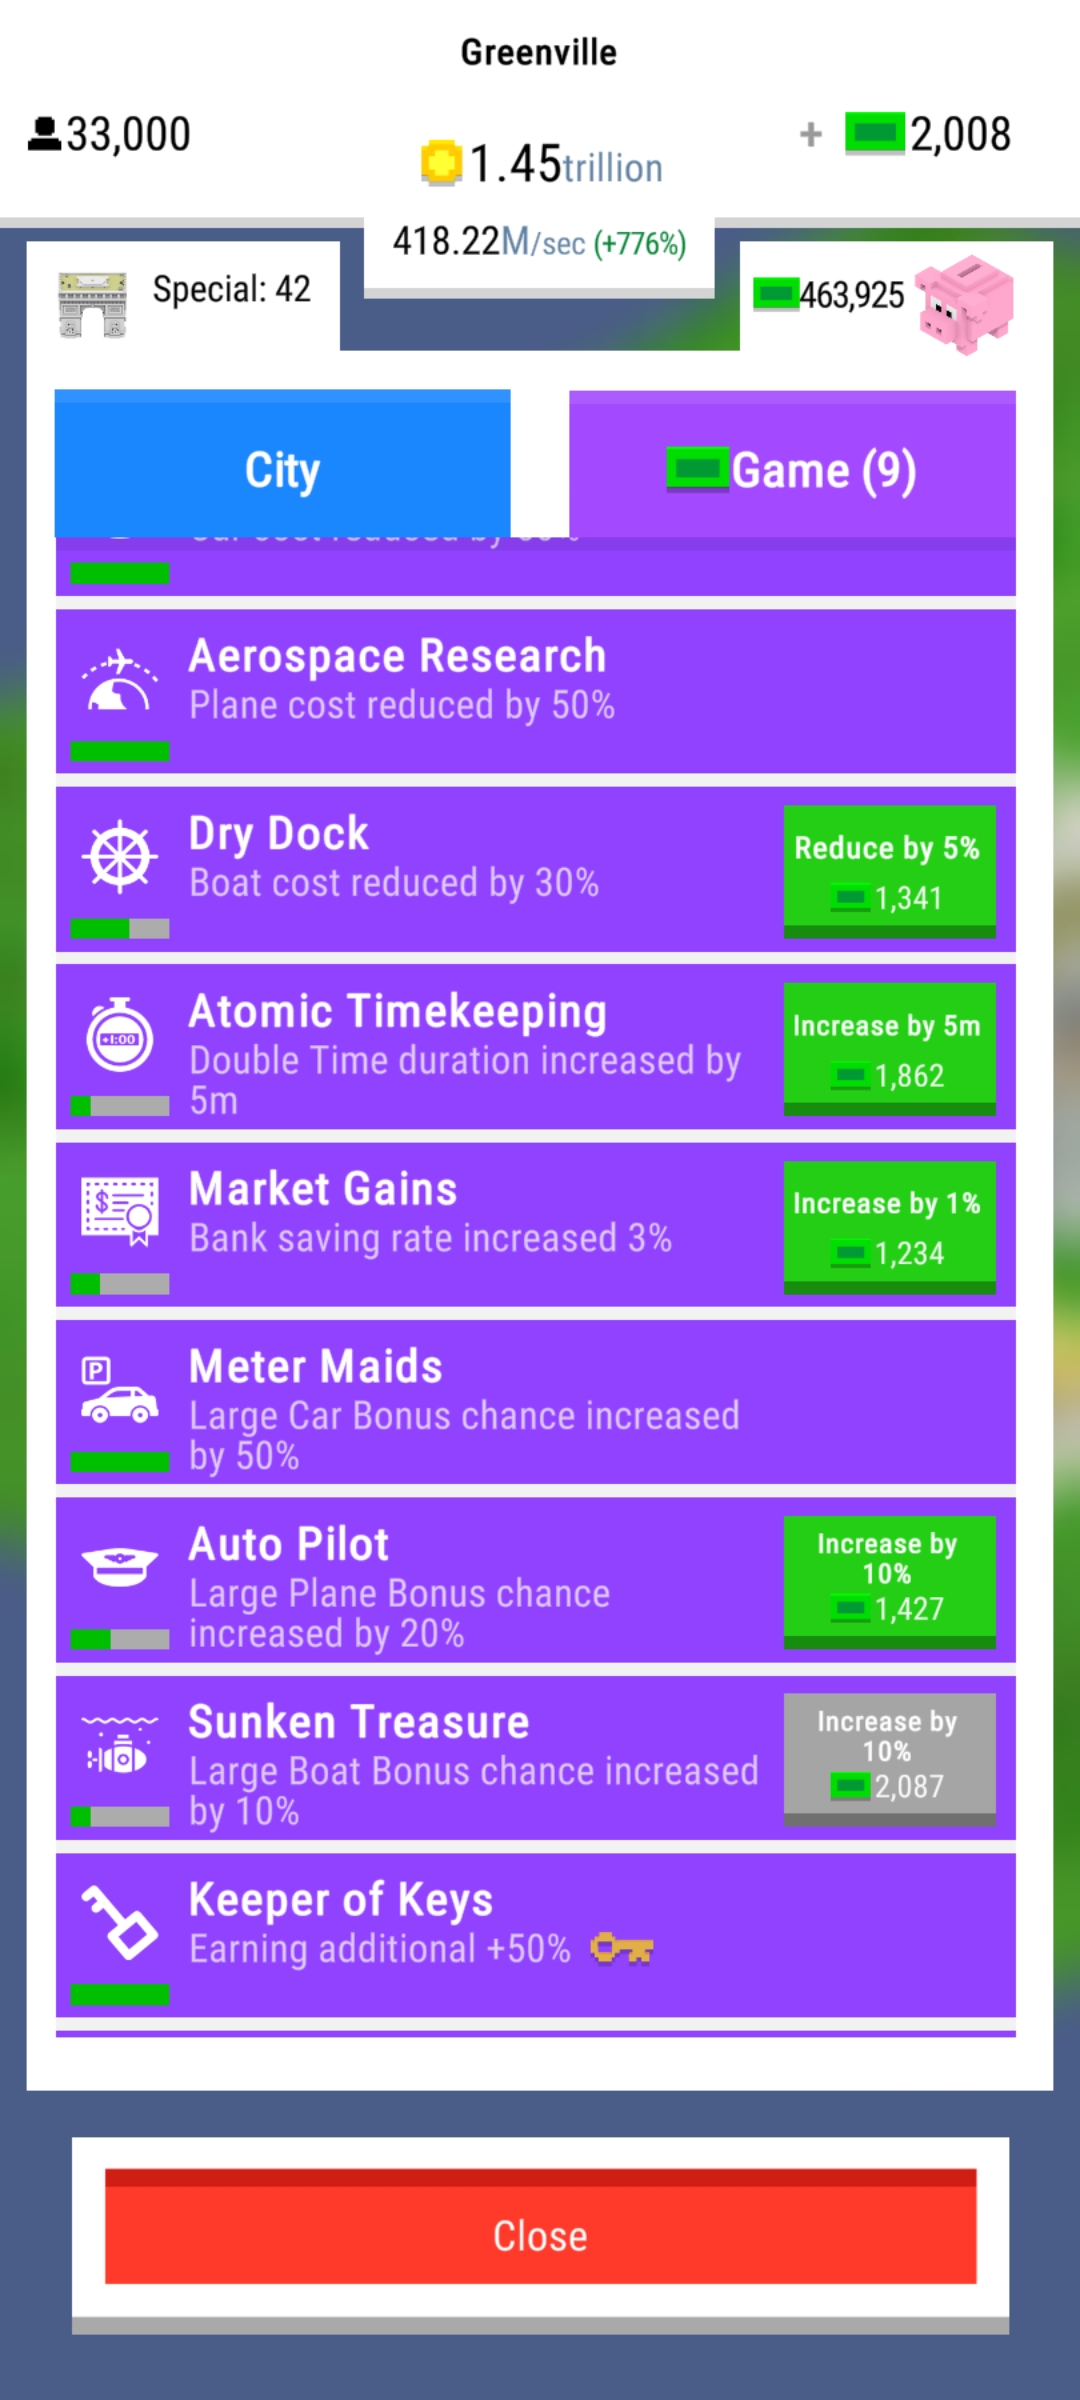 Greenville
33,000
1.45trillion
+ 2,008
418.22M/sec (+776%)
Special: 42
463,925
City
Game (9)
Aerospace Research
Plane cost reduced by 50%
Dry Dock
Boat cost reduced by 30%
Reduce by 5%
1,341
Atomic Timekeeping
Double Time duration increased by
5m
Increase by 5m
1,862
Market Gains
Bank saving rate increased 3%
Increase by 1%
1,234
P
Meter Maids
Large Car Bonus chance increased
by 50%
Auto Pilot
Large Plane Bonus chance
increased by 20%
Increase by
10%
1,427
Sunken Treasure
Large Boat Bonus chance increased
by 10%
Increase by
10%
2,087
Keeper of Keys
Earning additional +50%
Close